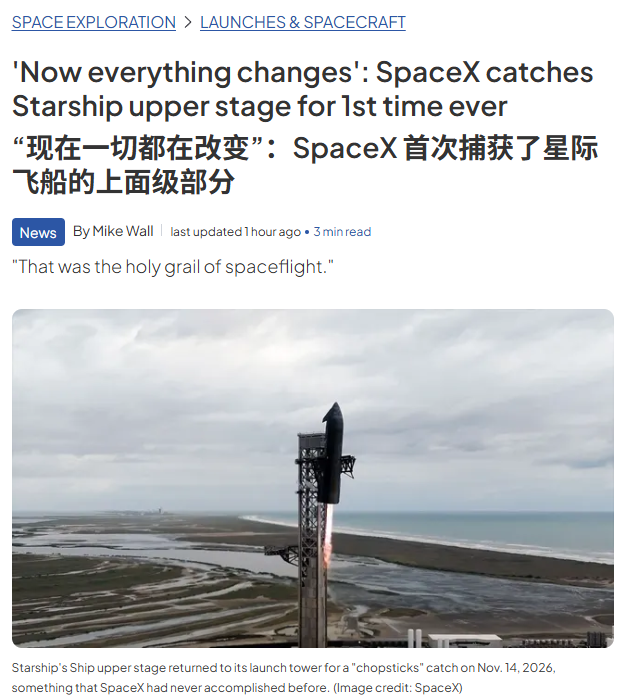 SPACE EXPLORATION > LAUNCHES & SPACECRAFT
'Now everything changes': SpaceX catches
Starship upper stage for 1st time ever
“现在一切都在改变”：SpaceX 首次捕获了星际
飞船的上面级部分
News By Mike Wall | last updated 1 hour ago • 3 min read
"That was the holy grail of spaceflight."
Starship's Ship upper stage returned to its launch tower for a "chopsticks" catch on Nov. 14, 2026,
something that SpaceX had never accomplished before. (Image credit: SpaceX)